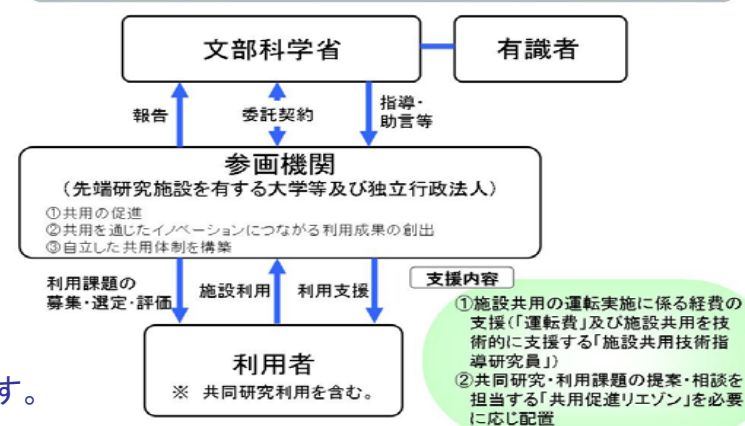 文部科学省
有識者
報告
委託契約
指導・
助言等
参画機関
（先端研究施設を有する大学等及び独立行政法人）
①共用の促進
②共用を通じたイノベーションにつながる利用成果の創出
③自立した共用体制を構築
利用課題の
募集・選定・評価
施設利用
利用支援
利用者
※ 共同研究利用を含む。
す。
支援内容
①施設共用の運転実施に係る経費の
支援(「運転費」及び施設共用を技
術的に支援する「施設共用技術指
導研究員」)
②共同研究・利用課題の提案・相談を
担当する「共用促進リエゾン」を必要
に応じ配置